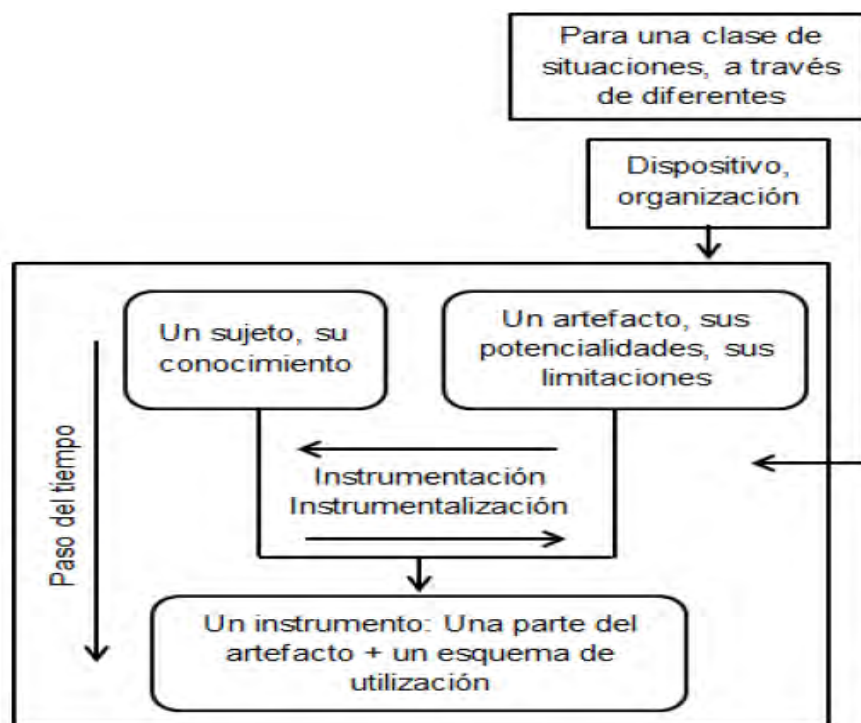 Para una clase de
situaciones, a través
de diferentes
Dispositivo,
organización
Un sujeto, su
conocimiento
Un artefacto, sus
potencialidades, sus
limitaciones
Paso del tiempo
Instrumentación
Instrumentalización
Un instrumento: Una parte del
artefacto + un esquema de
utilización